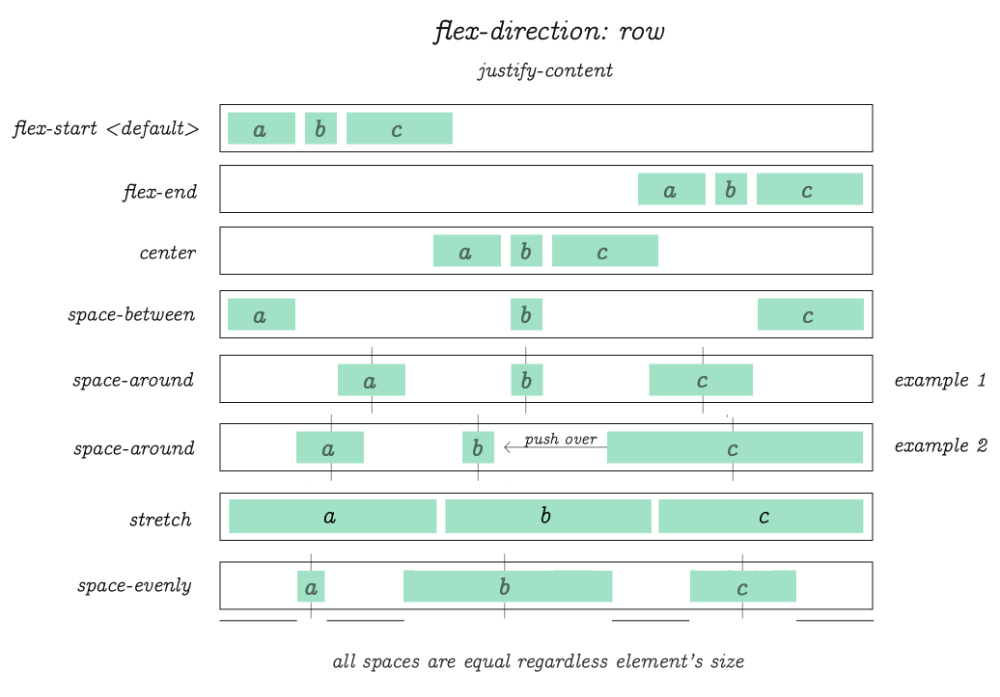 flex-direction: row
justify-content
flex-start <default>
a b c
flex-end
a b c
center
a b c
space-between
a b c
space-around
a b c
example 1
space-around
a b push over c
example 2
stretch
a b c
space-evenly
a b c
all spaces are equal regardless element's size